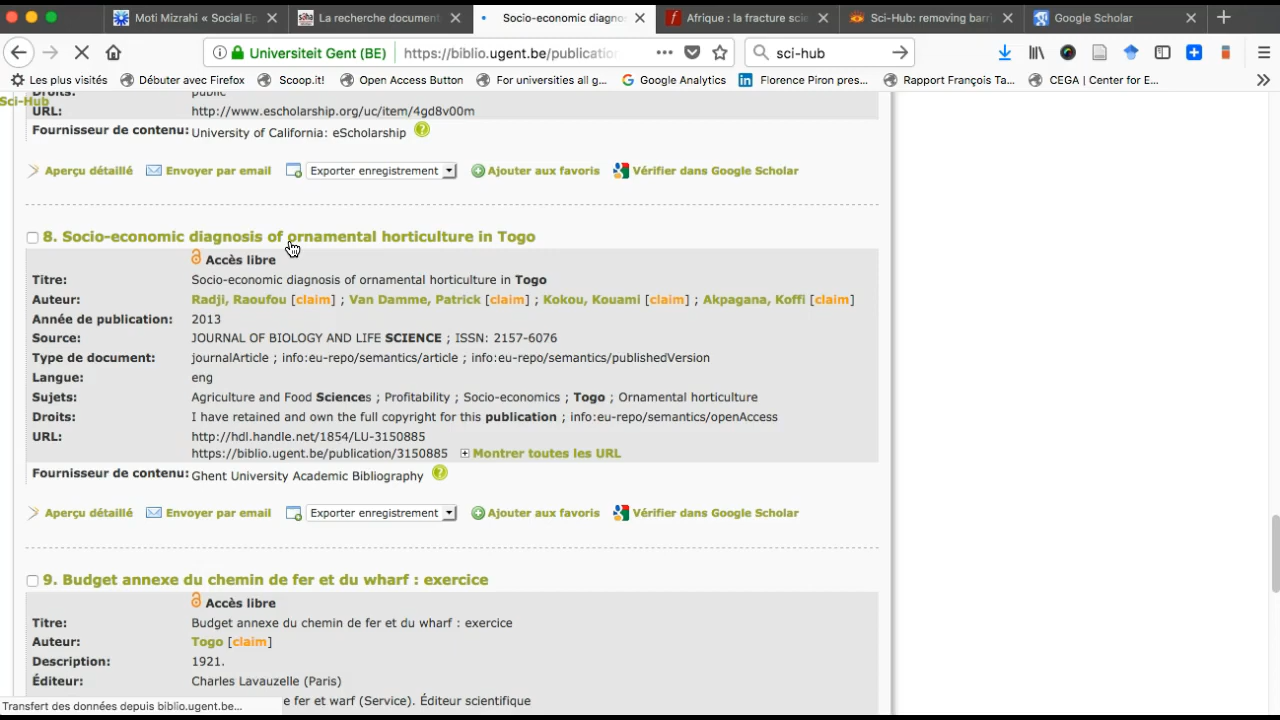 Moti Mizrahi « Social Ep
La recherche document
Socio-economic diagno
Afrique : la fracture scie
Sci-Hub: removing barri
Google Scholar
Universiteit Gent (BE) https://biblio.ugent.be/publicatio
sci-hub
Les plus visités Débuter avec Firefox Scoop.it! Open Access Button For universities all g... Google Analytics Florence Piron pres... Rapport François Ta... CEGA | Center for E...
Sci-Hub
Droits: public
URL: http://www.escholarship.org/uc/item/4gd8v00m
Fournisseur de contenu: University of California: eScholarship
Aperçu détaillé Envoyer par email Exporter enregistrement Ajouter aux favoris Vérifier dans Google Scholar
8. Socio-economic diagnosis of ornamental horticulture in Togo
Accès libre
Titre: Socio-economic diagnosis of ornamental horticulture in Togo
Auteur: Radji, Raoufou [claim] ; Van Damme, Patrick [claim] ; Kokou, Kouami [claim] ; Akpagana, Koffi [claim]
Année de publication: 2013
Source: JOURNAL OF BIOLOGY AND LIFE SCIENCE ; ISSN: 2157-6076
Type de document: journalArticle ; info:eu-repo/semantics/article ; info:eu-repo/semantics/publishedVersion
Langue: eng
Sujets: Agriculture and Food Sciences ; Profitability ; Socio-economics ; Togo ; Ornamental horticulture
Droits: I have retained and own the full copyright for this publication ; info:eu-repo/semantics/openAccess
URL: http://hdl.handle.net/1854/LU-3150885
https://biblio.ugent.be/publication/3150885 Montrer toutes les URL
Fournisseur de contenu: Ghent University Academic Bibliography
Aperçu détaillé Envoyer par email Exporter enregistrement Ajouter aux favoris Vérifier dans Google Scholar
9. Budget annexe du chemin de fer et du wharf : exercice
Accès libre
Titre: Budget annexe du chemin de fer et du wharf : exercice
Auteur: Togo [claim]
Description: 1921.
Éditeur: Charles Lavauzelle (Paris)
e fer et warf (Service). Éditeur scientifique
Transfert des données depuis biblio.ugent.be...